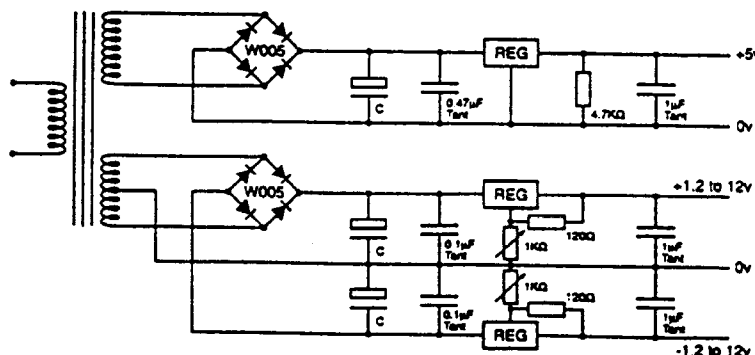 W005
REG
+5v
C
0.47µF
Tant
4.7KΩ
1µF
Tant
0v
W005
REG
+1.2 to 12v
120Ω
1KΩ
C
0.1µF
Tant
1µF
Tant
0v
1KΩ
120Ω
C
0.1µF
Tant
1µF
Tant
REG
-1.2 to 12v